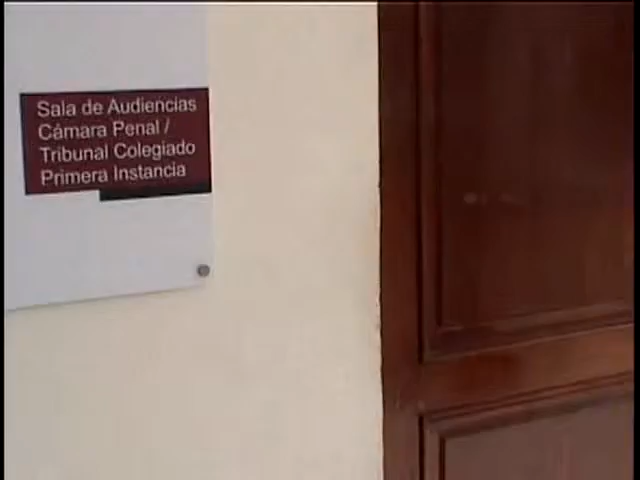 Sala de Audiencias
Cámara Penal /
Tribunal Colegiado
Primera Instancia